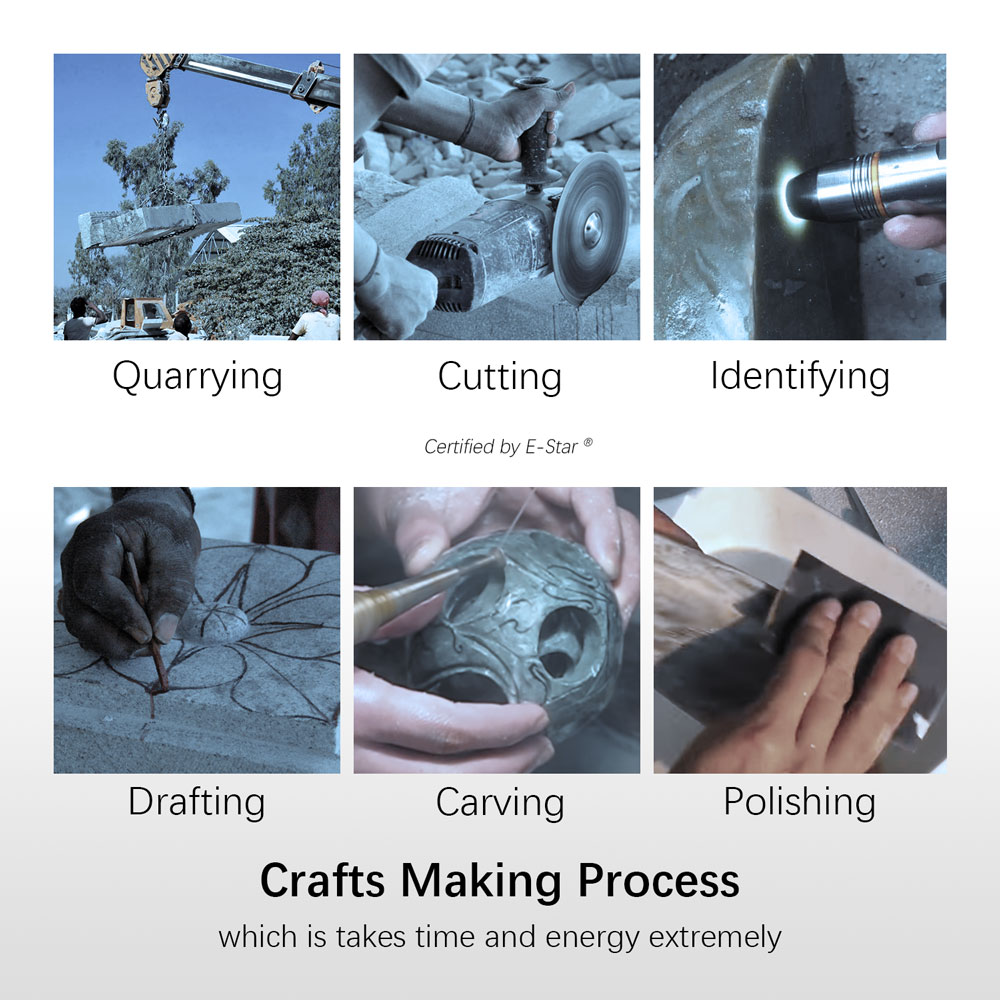 Quarrying
Cutting
Identifying
Certified by E-Star ®
Drafting
Carving
Polishing
Crafts Making Process
which is takes time and energy extremely